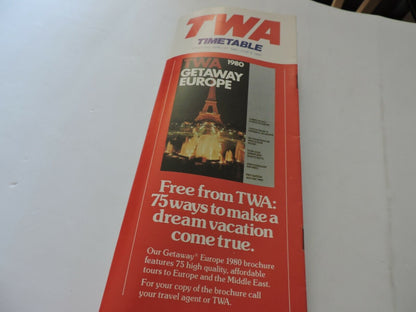 TWA
TIMETABLE
TWA 1980
GETAWAY
EUROPE
Free from TWA:
75 ways to make a
dream vacation
come true.
Our Getaway® Europe 1980 brochure
features 75 high quality, affordable
tours to Europe and the Middle East.
For your copy of the brochure call
your travel agent or TWA.